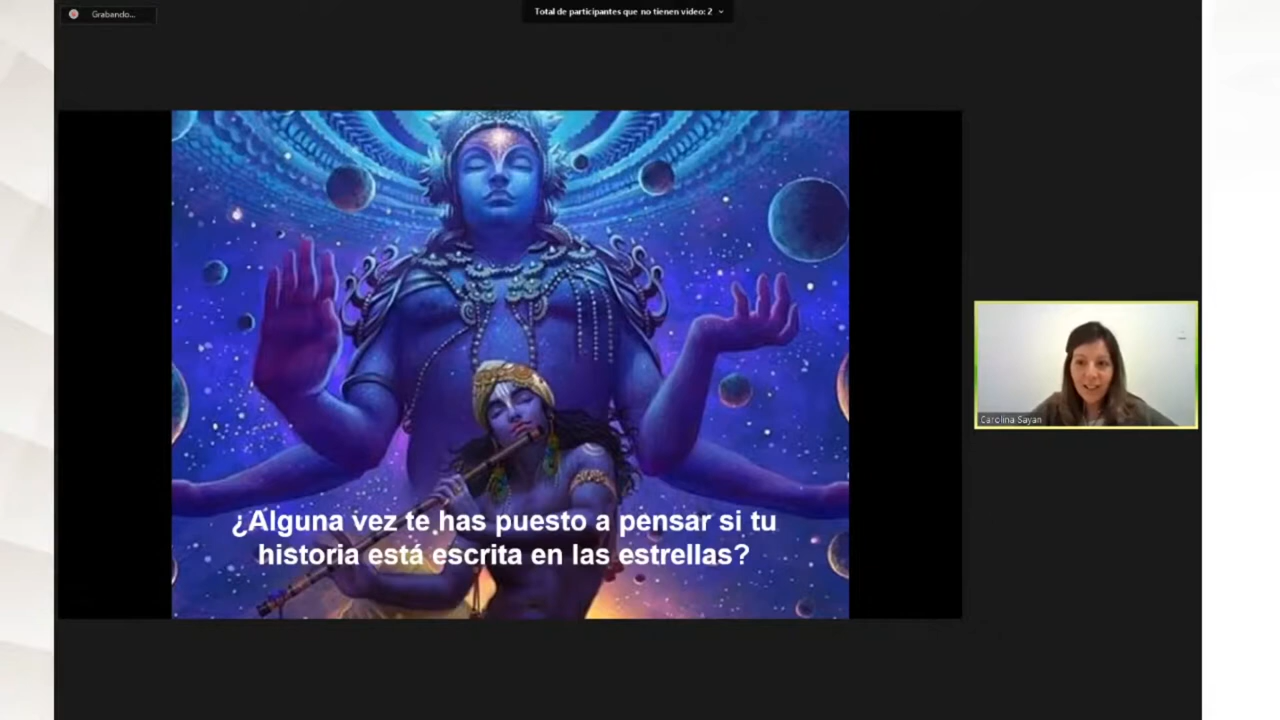 Grabando...
Total de participantes que no tienen video: 2
¿Alguna vez te has puesto a pensar si tu
historia está escrita en las estrellas?
Carolina Sayan